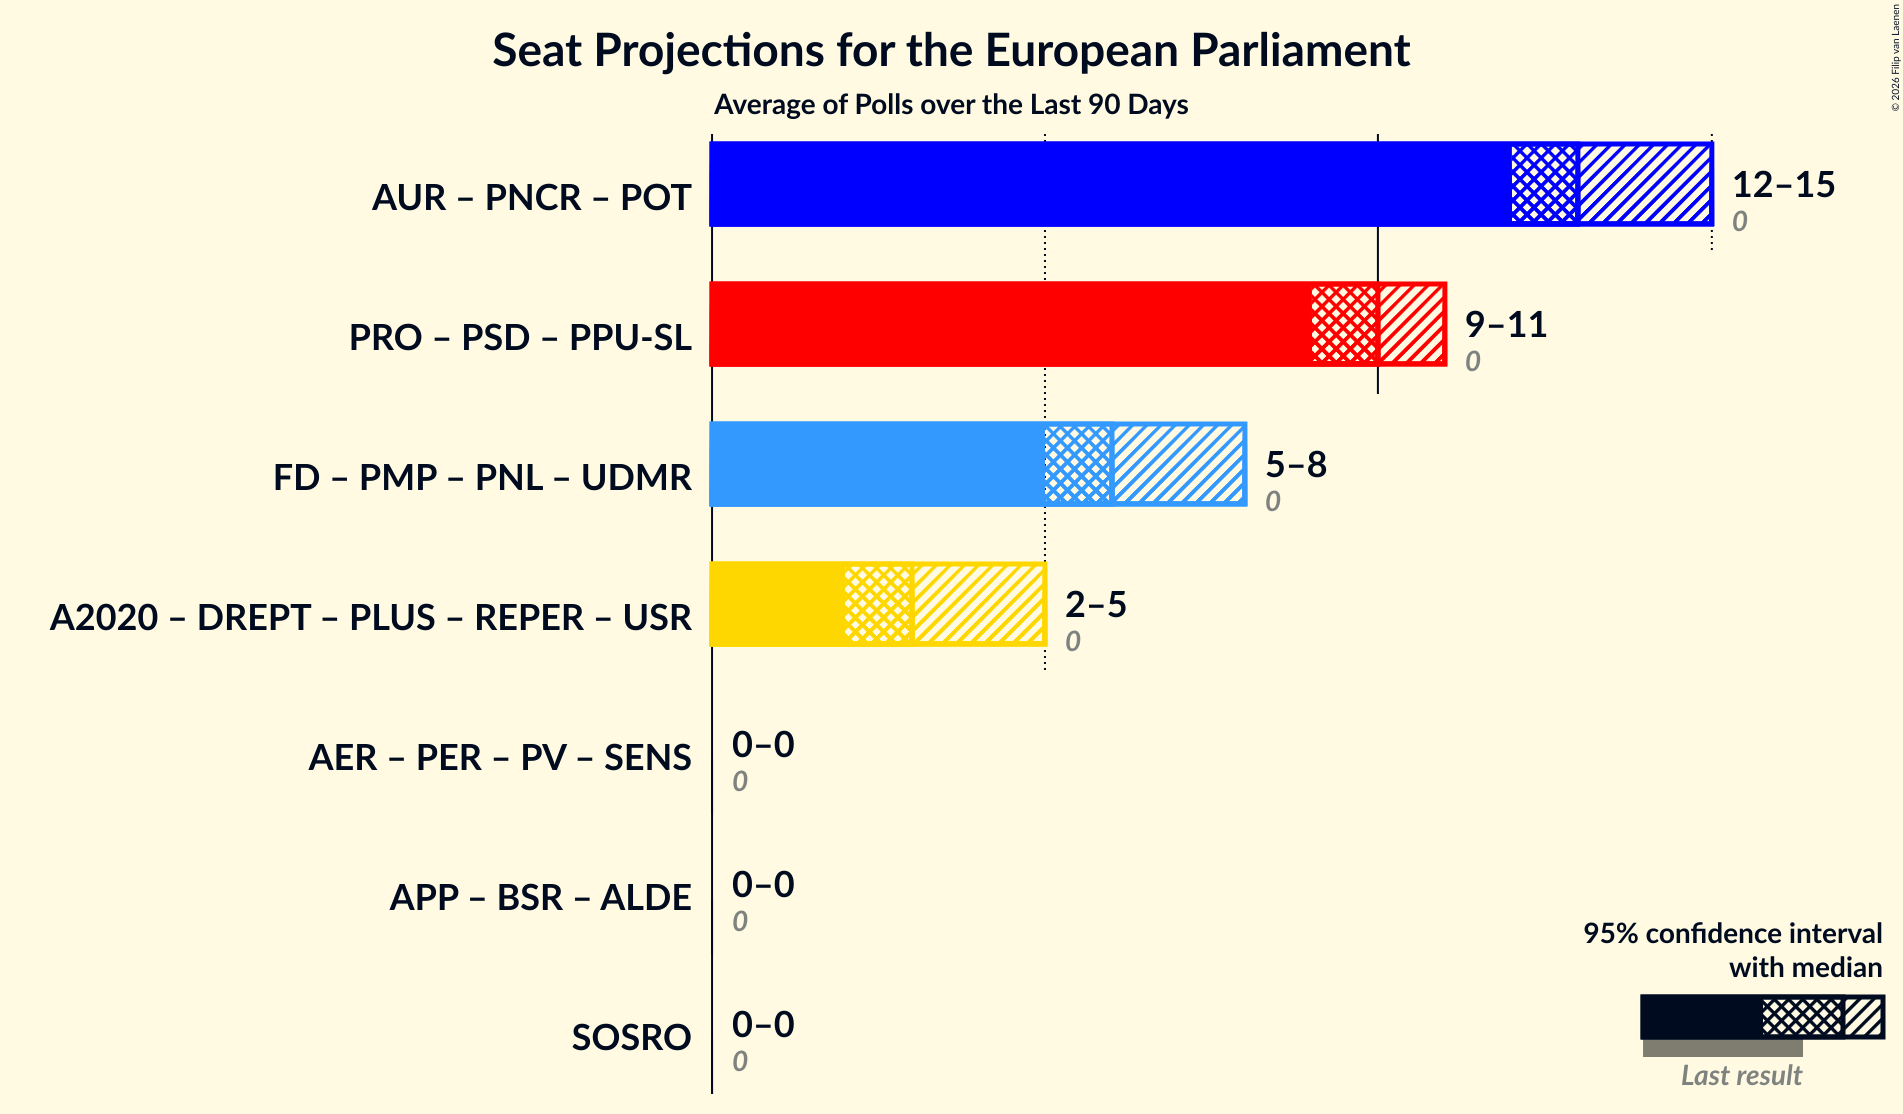 Seat Projections for the European Parliament
Average of Polls over the Last 90 Days
© 2026 Filip van Laenen
AUR – PNCR – POT
12–15
0
PRO – PSD – PPU-SL
9–11
0
FD – PMP – PNL – UDMR
5–8
0
A2020 – DREPT – PLUS – REPER – USR
2–5
0
AER – PER – PV – SENS
0–0
0
APP – BSR – ALDE
0–0
0
SOSRO
0–0
0
95% confidence interval
with median
Last result